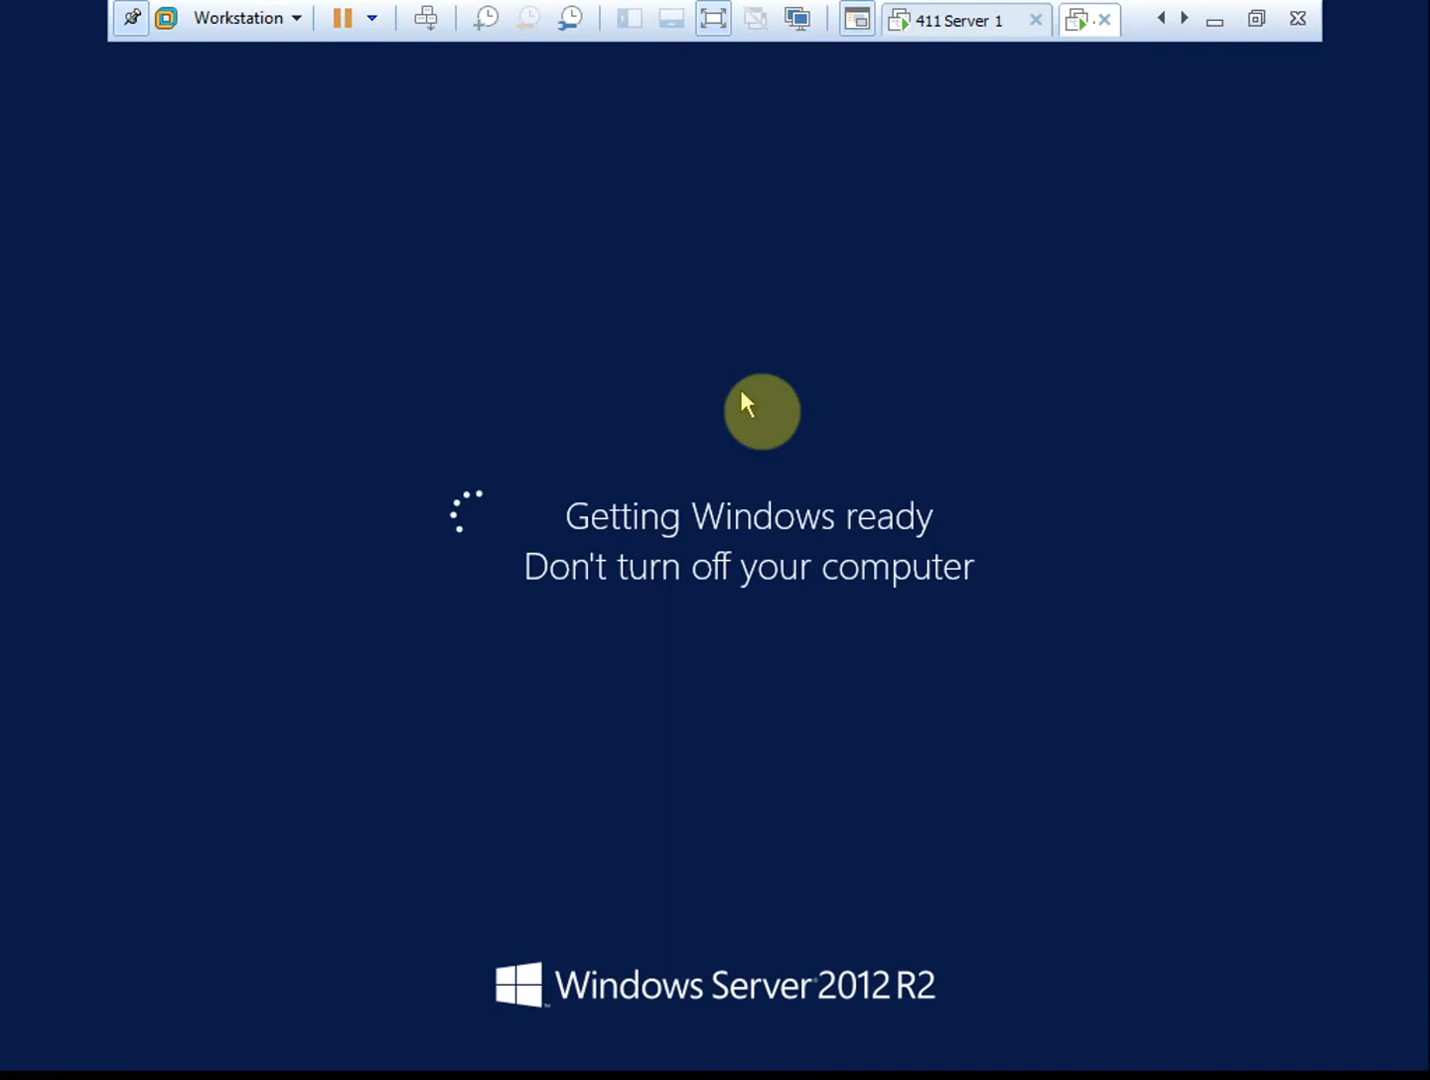 Workstation
411 Server 1
Getting Windows ready
Don't turn off your computer
Windows Server 2012 R2